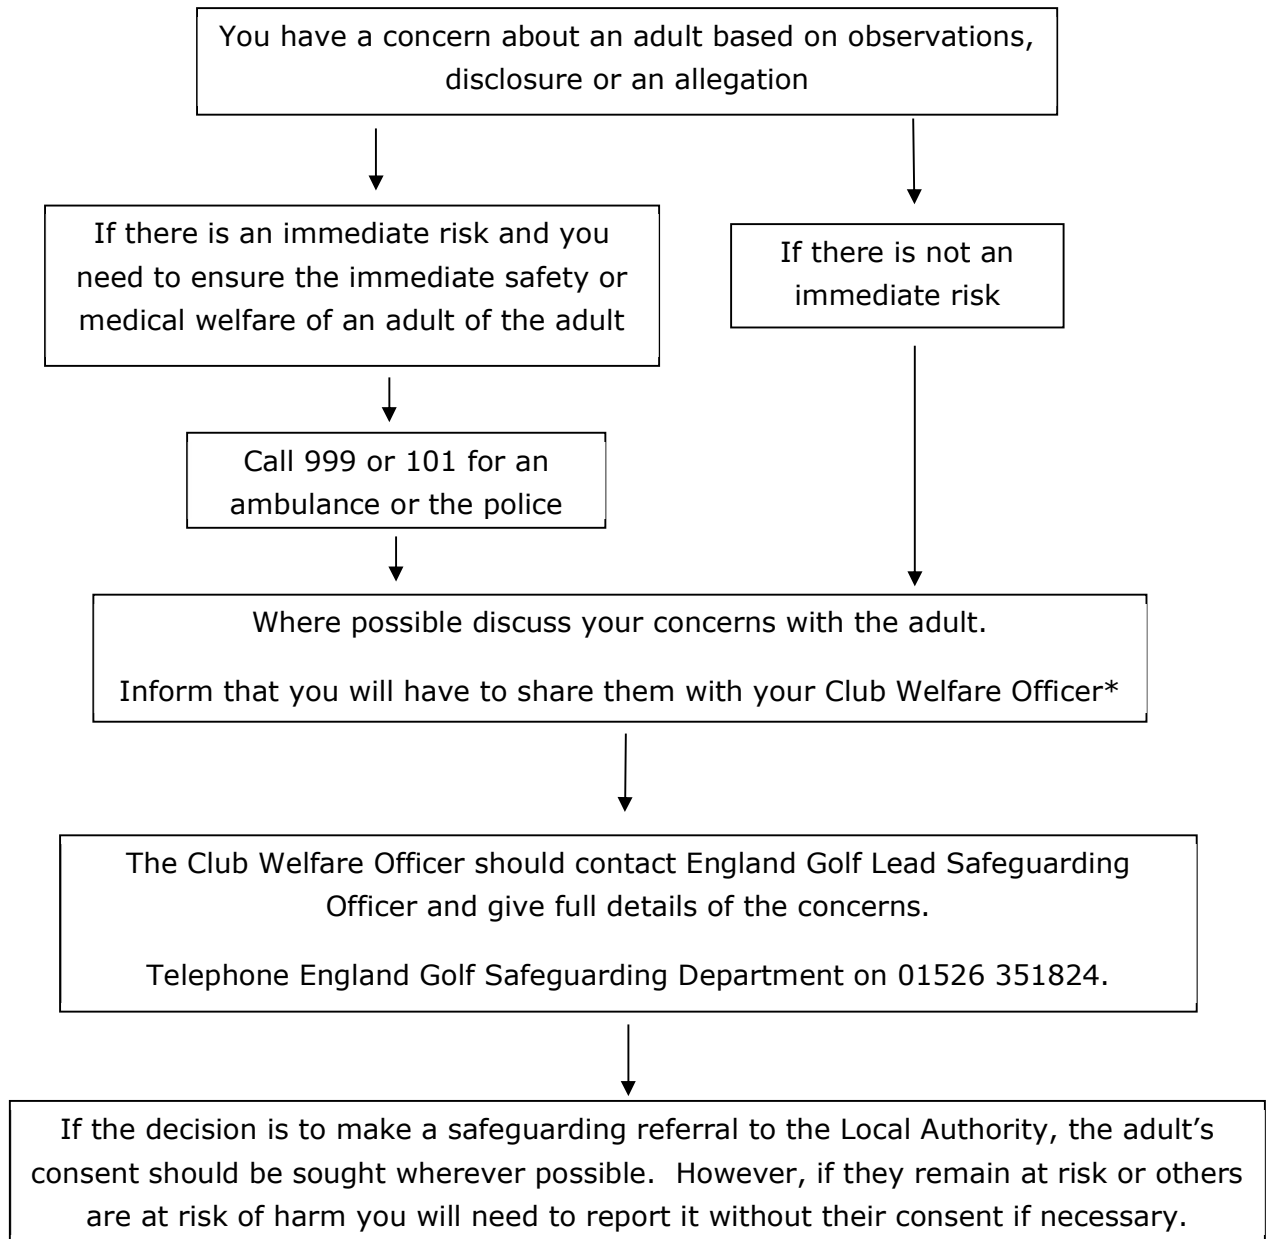 You have a concern about an adult based on observations,
disclosure or an allegation
If there is an immediate risk and you
need to ensure the immediate safety or
medical welfare of an adult of the adult
If there is not an
immediate risk
Call 999 or 101 for an
ambulance or the police
Where possible discuss your concerns with the adult.
Inform that you will have to share them with your Club Welfare Officer*
The Club Welfare Officer should contact England Golf Lead Safeguarding
Officer and give full details of the concerns.
Telephone England Golf Safeguarding Department on 01526 351824.
If the decision is to make a safeguarding referral to the Local Authority, the adult’s
consent should be sought wherever possible.  However, if they remain at risk or others
are at risk of harm you will need to report it without their consent if necessary.